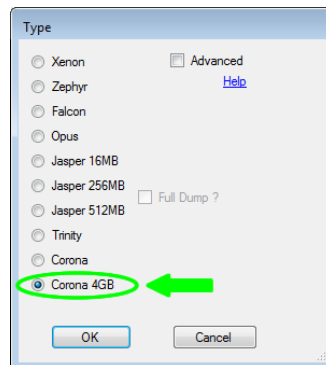 Type
Xenon
Advanced
Zephyr
Help
Falcon
Opus
Jasper 16MB
Jasper 256MB
Full Dump ?
Jasper 512MB
Trinity
Corona
Corona 4GB
OK
Cancel